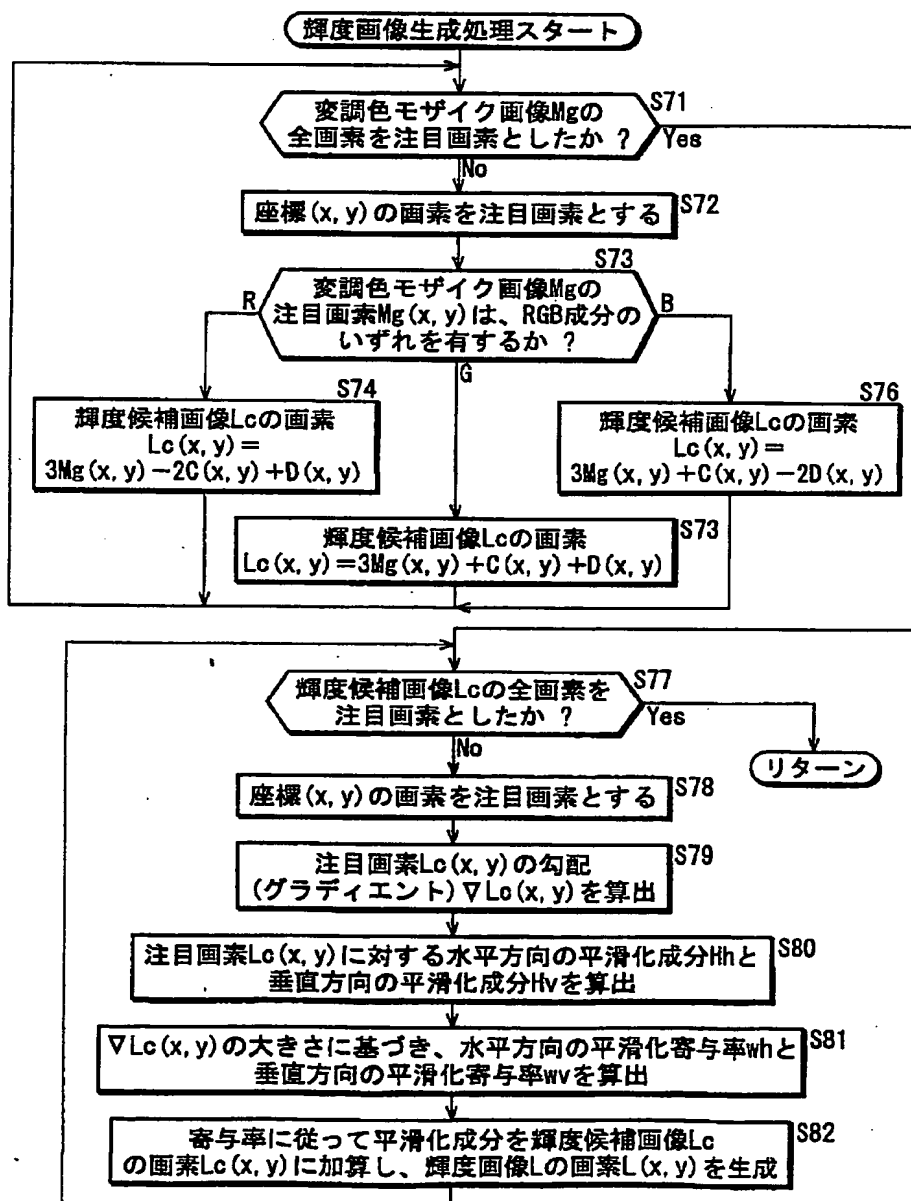 輝度画像生成処理スタート
変調色モザイク画像Mgの
全画素を注目画素としたか ?
S71
Yes
No
座標(x, y)の画素を注目画素とする
S72
S73
変調色モザイク画像Mgの
注目画素Mg(x, y)は、RGB成分の
いずれを有するか ?
R
B
G
S74
輝度候補画像Lcの画素
Lc(x, y)=
3Mg(x, y)-2C(x, y)+D(x, y)
S76
輝度候補画像Lcの画素
Lc(x, y)=
3Mg(x, y)+C(x, y)-2D(x, y)
S73
輝度候補画像Lcの画素
Lc(x, y)=3Mg(x, y)+C(x, y)+D(x, y)
S77
輝度候補画像Lcの全画素を
注目画素としたか ?
Yes
No
リターン
座標(x, y)の画素を注目画素とする
S78
注目画素Lc(x, y)の勾配
(グラディエント)∇Lc(x, y)を算出
S79
注目画素Lc(x, y)に対する水平方向の平滑化成分Hhと
垂直方向の平滑化成分Hvを算出
S80
∇Lc(x, y)の大きさに基づき、水平方向の平滑化寄与率whと
垂直方向の平滑化寄与率wvを算出
S81
寄与率に従って平滑化成分を輝度候補画像Lc
の画素Lc(x, y)に加算し、輝度画像Lの画素L(x, y)を生成
S82